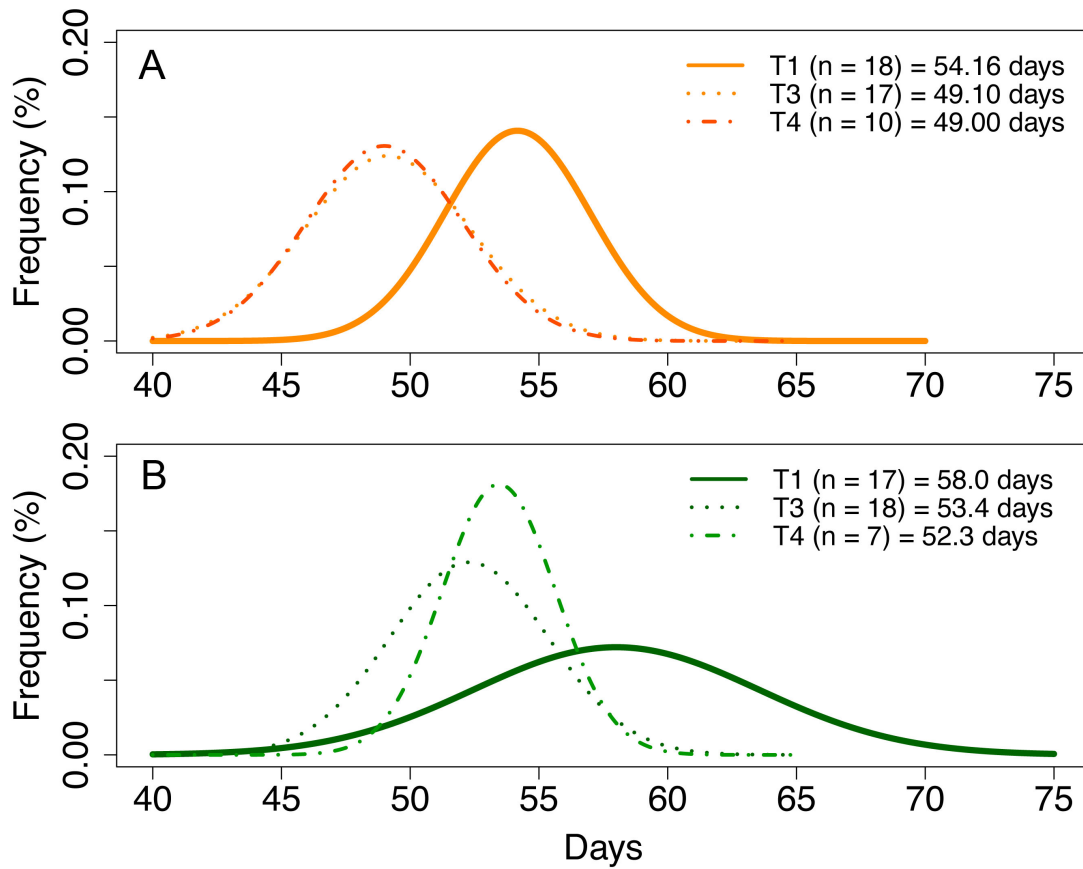 A
T1 (n = 18) = 54.16 days
T3 (n = 17) = 49.10 days
T4 (n = 10) = 49.00 days
Frequency (%)
0.20
0.10
0.00
40 45 50 55 60 65 70 75
B
T1 (n = 17) = 58.0 days
T3 (n = 18) = 53.4 days
T4 (n = 7) = 52.3 days
Frequency (%)
0.20
0.10
0.00
40 45 50 55 60 65 70 75
Days